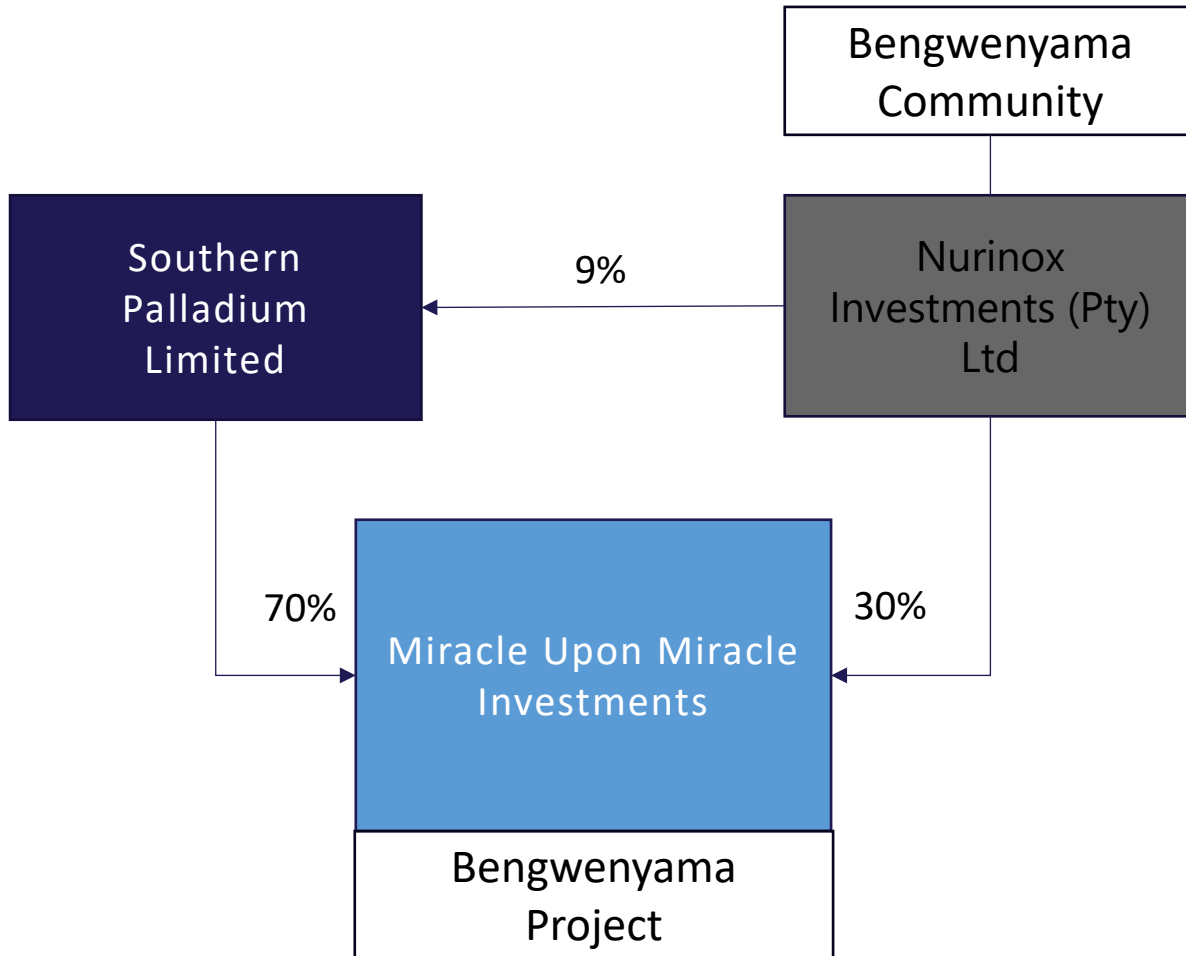 Bengwenyama
Community
Southern
Palladium
Limited
9%
Nurinox
Investments (Pty)
Ltd
70%
30%
Miracle Upon Miracle
Investments
Bengwenyama
Project